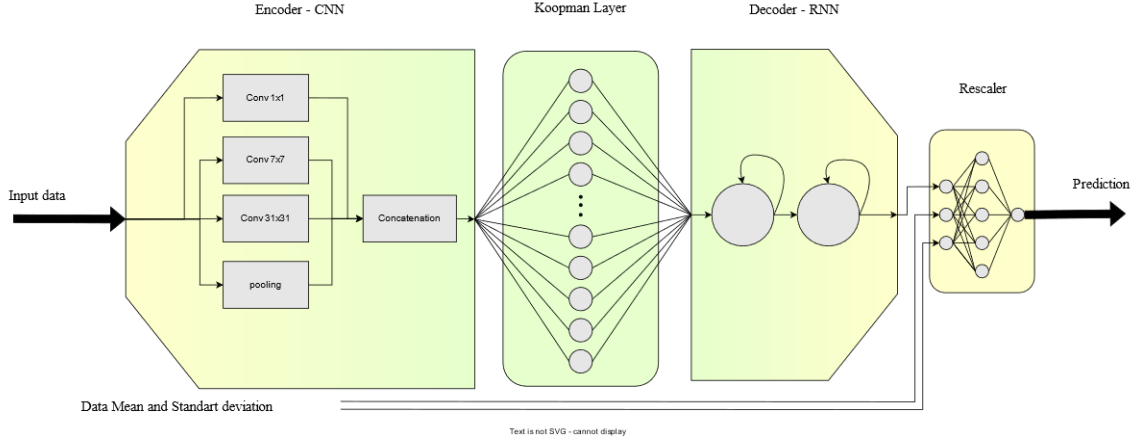 Encoder - CNN
Koopman Layer
Decoder - RNN
Rescaler
Input data
Conv 1x1
Conv 7x7
Conv 31x31
pooling
Concatenation
Prediction
Data Mean and Standart deviation
Text is not SVG - cannot display